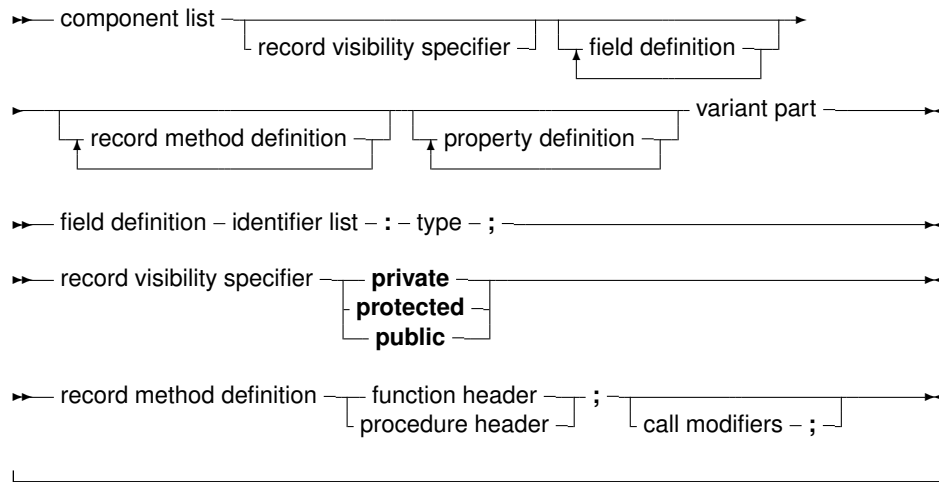 component list
record visibility specifier field definition
record method definition property definition variant part
field definition identifier list : type ;
record visibility specifier private
protected
public
record method definition function header ;
procedure header call modifiers ;